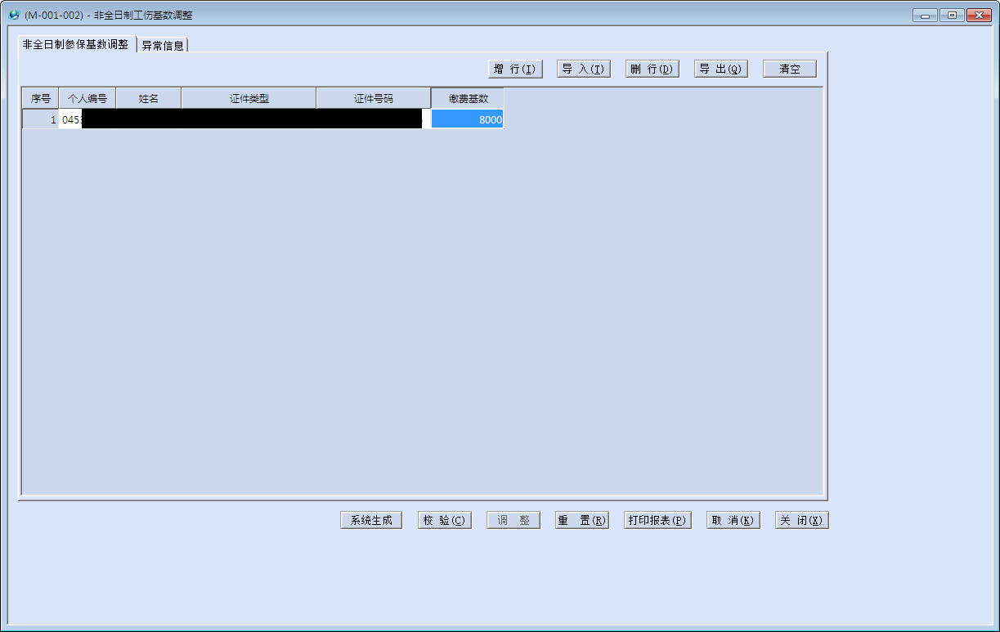 (M-001-002) - 非全日制工伤基数调整
非全日制参保基数调整 异常信息
增 行(I) 导 入(T) 删 行(D) 导 出(Q) 清空
序号 个人编号 姓名 证件类型 证件号码 缴费基数
1 045 8000
系统生成 校 验(C) 调 整 重 置(R) 打印报表(P) 取 消(K) 关 闭(X)